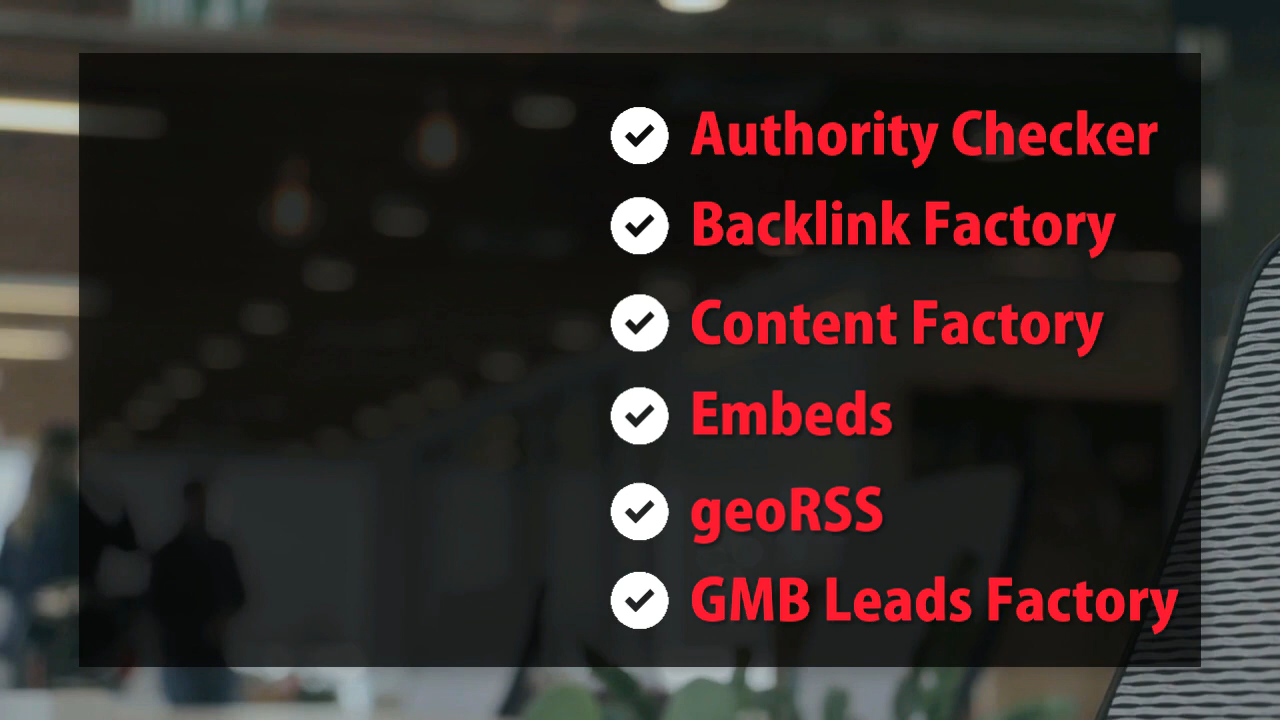 Authority Checker
Backlink Factory
Content Factory
Embeds
geoRSS
GMB Leads Factory